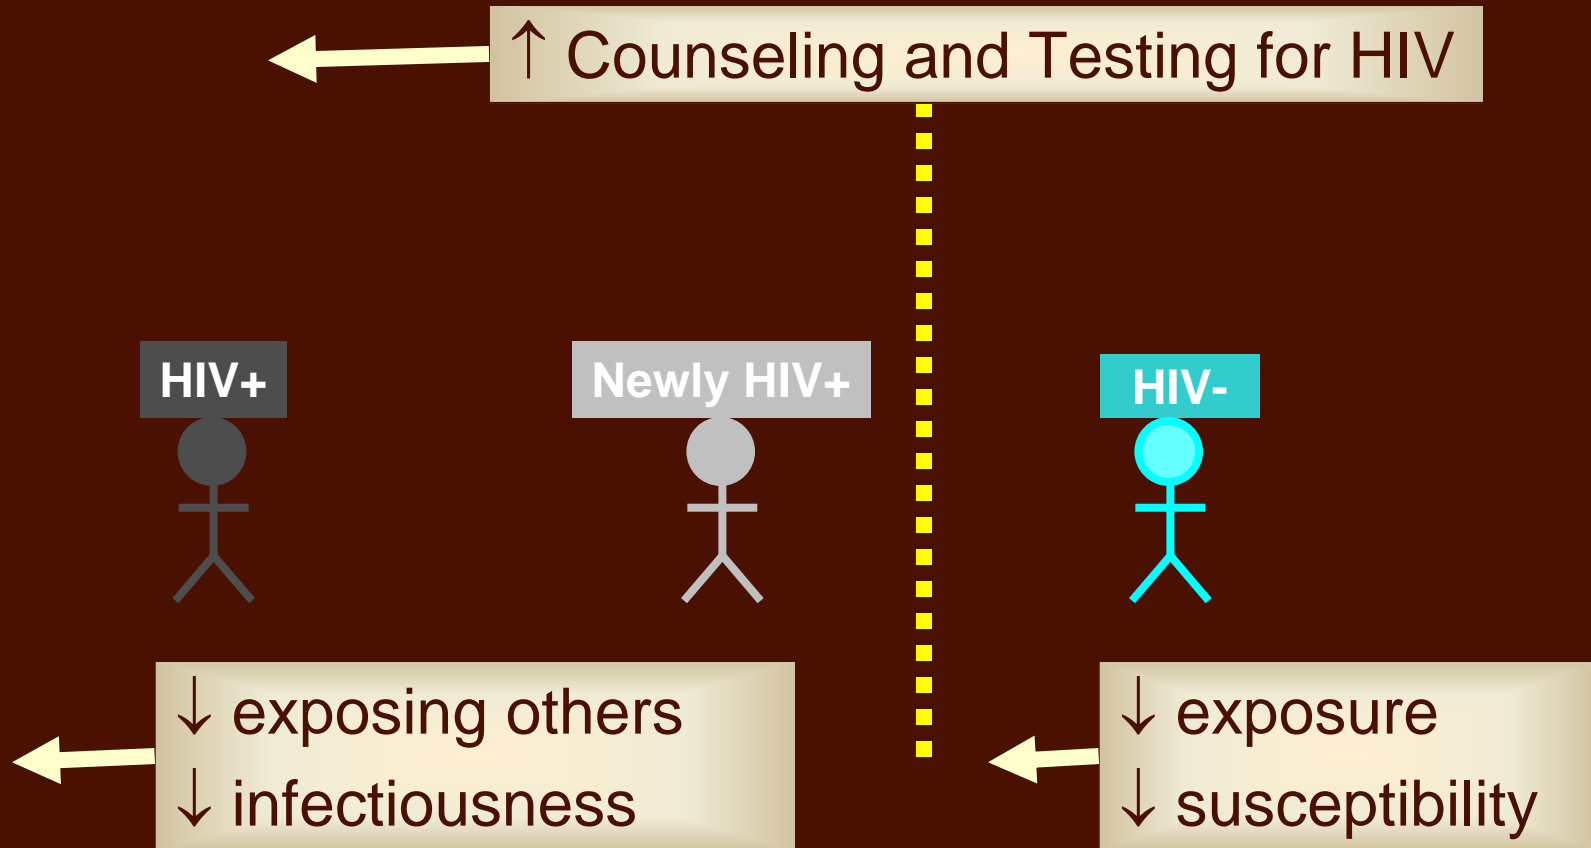 ↑ Counseling and Testing for HIV
HIV+
Newly HIV+
HIV-
↓ exposing others
↓ infectiousness
↓ exposure
↓ susceptibility